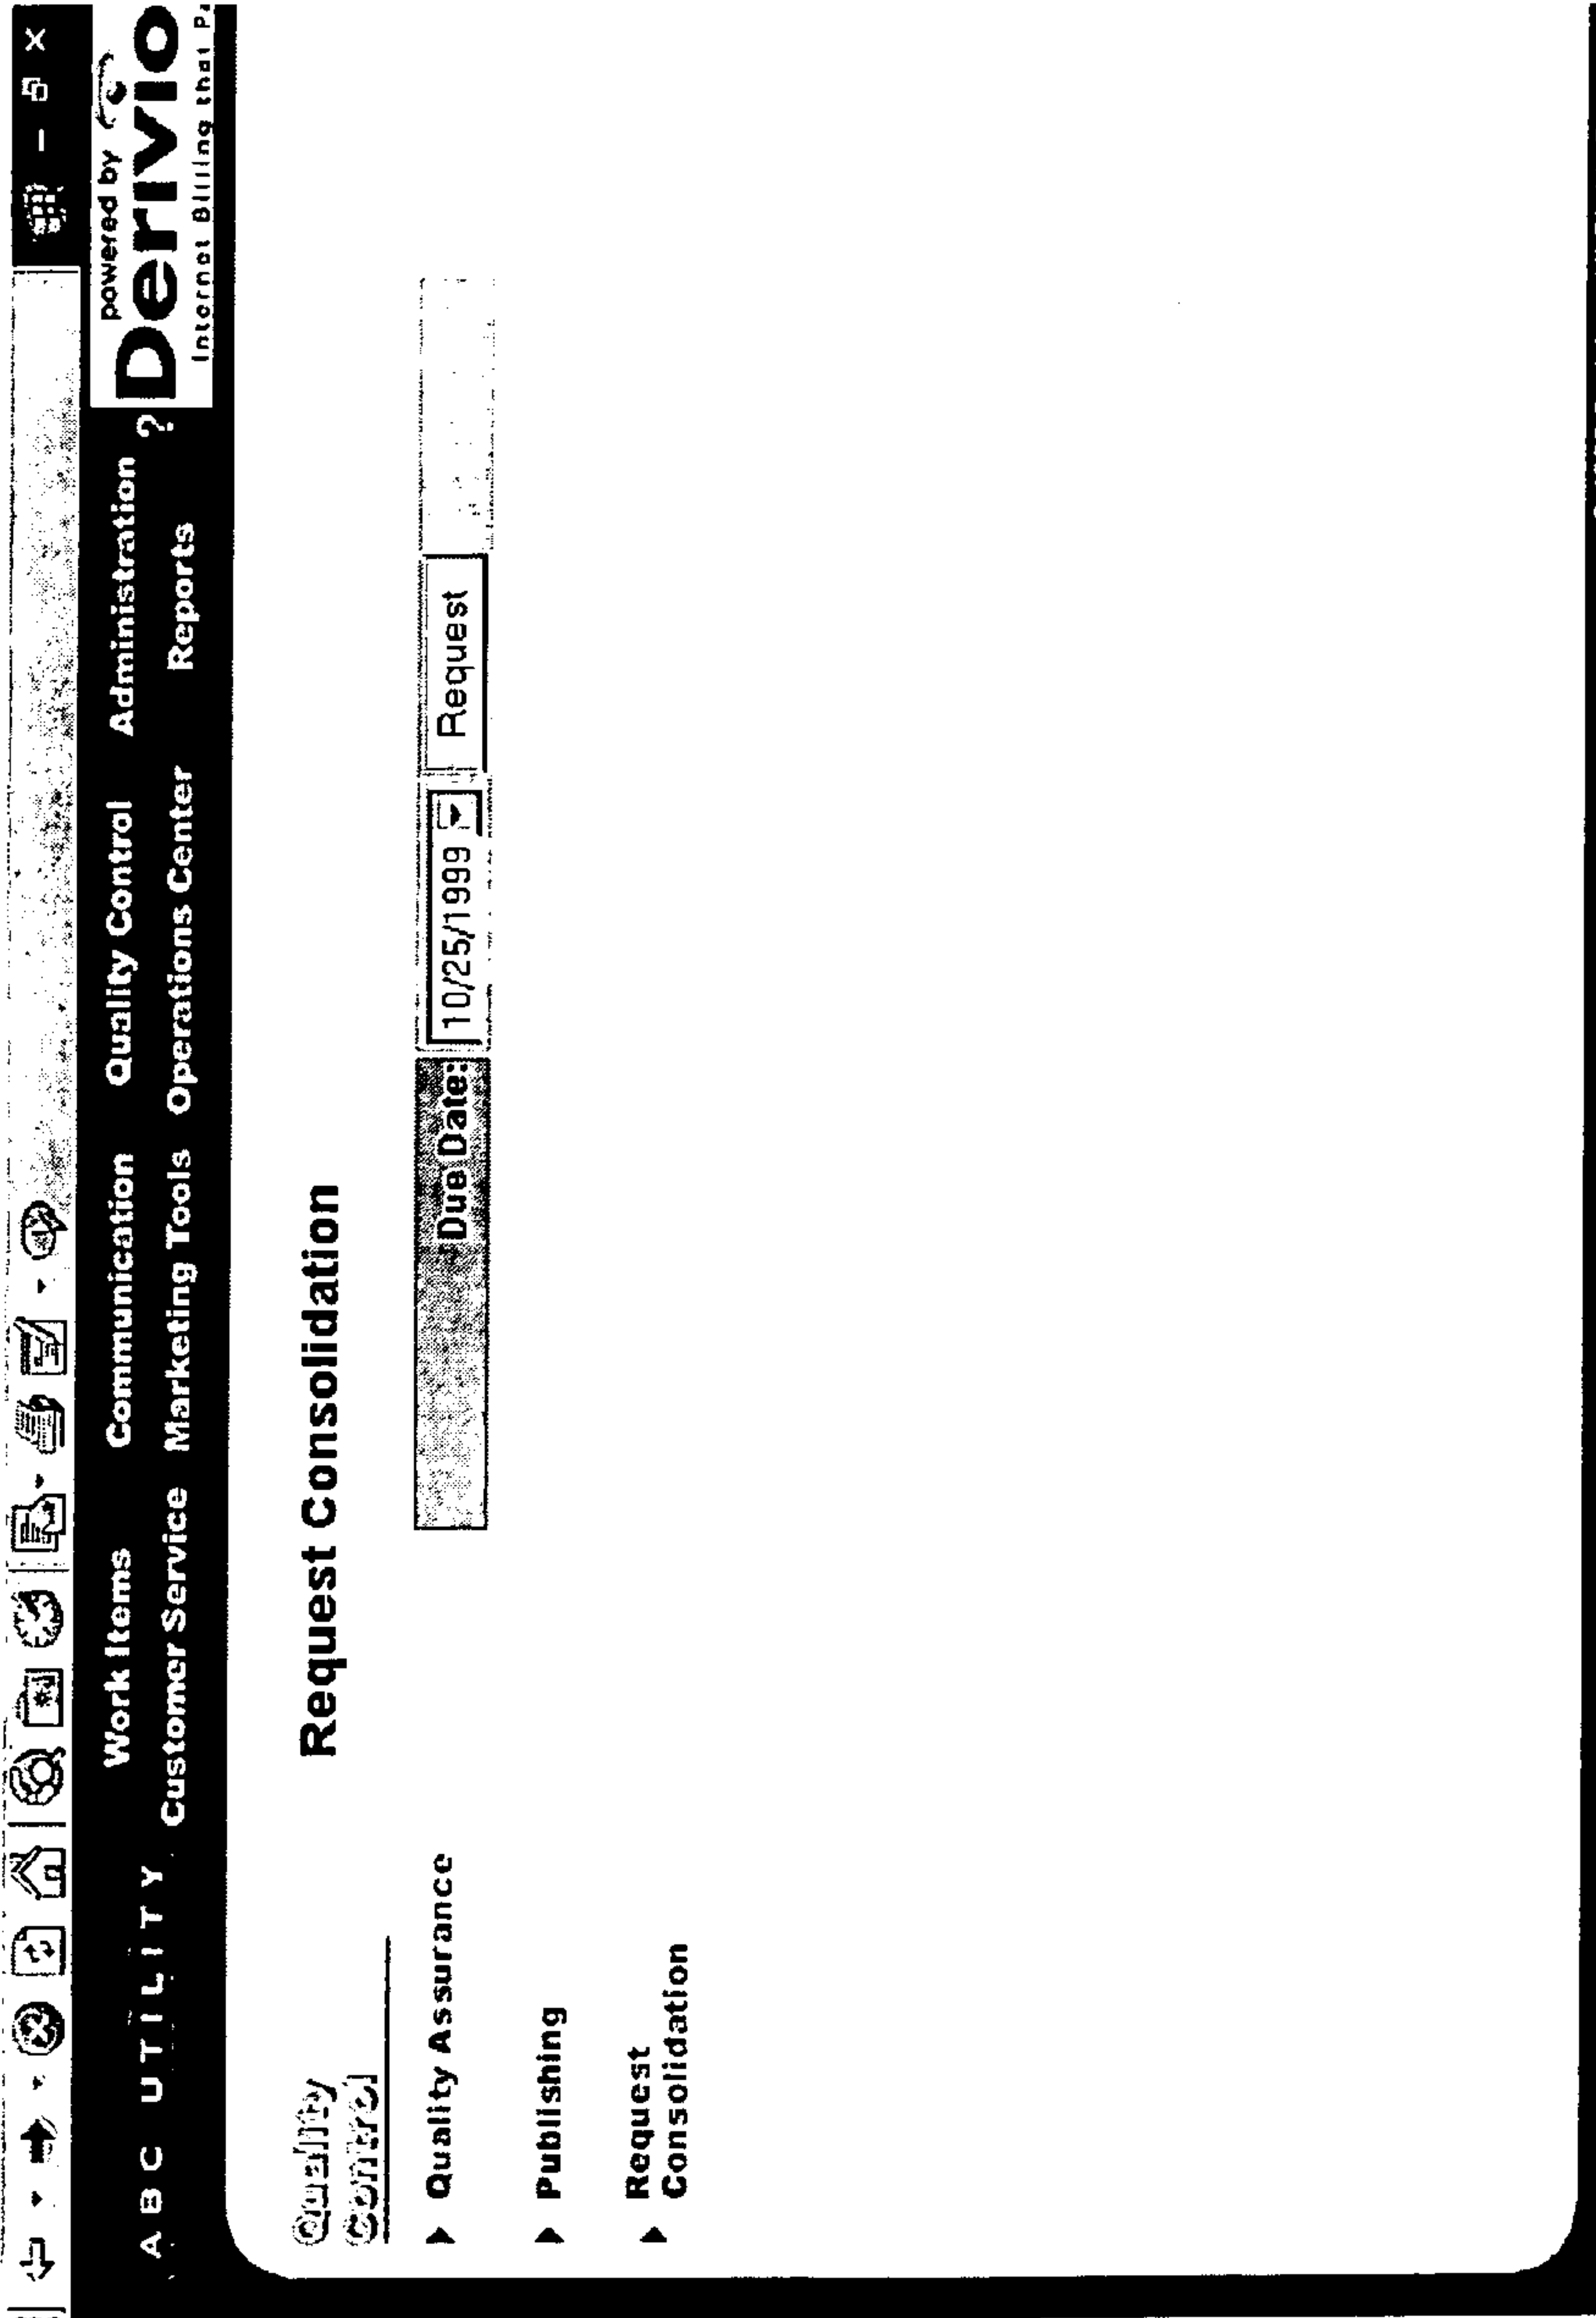 powered by
Derivio
Internet Billing that
Work Items Communication Quality Control Administration
ABC UTILITY
Customer Service Marketing Tools Operations Center Reports
?
Quality
Control
Request Consolidation
Quality Assurance
Due Date: 10/25/1999 Request
Publishing
Request
Consolidation